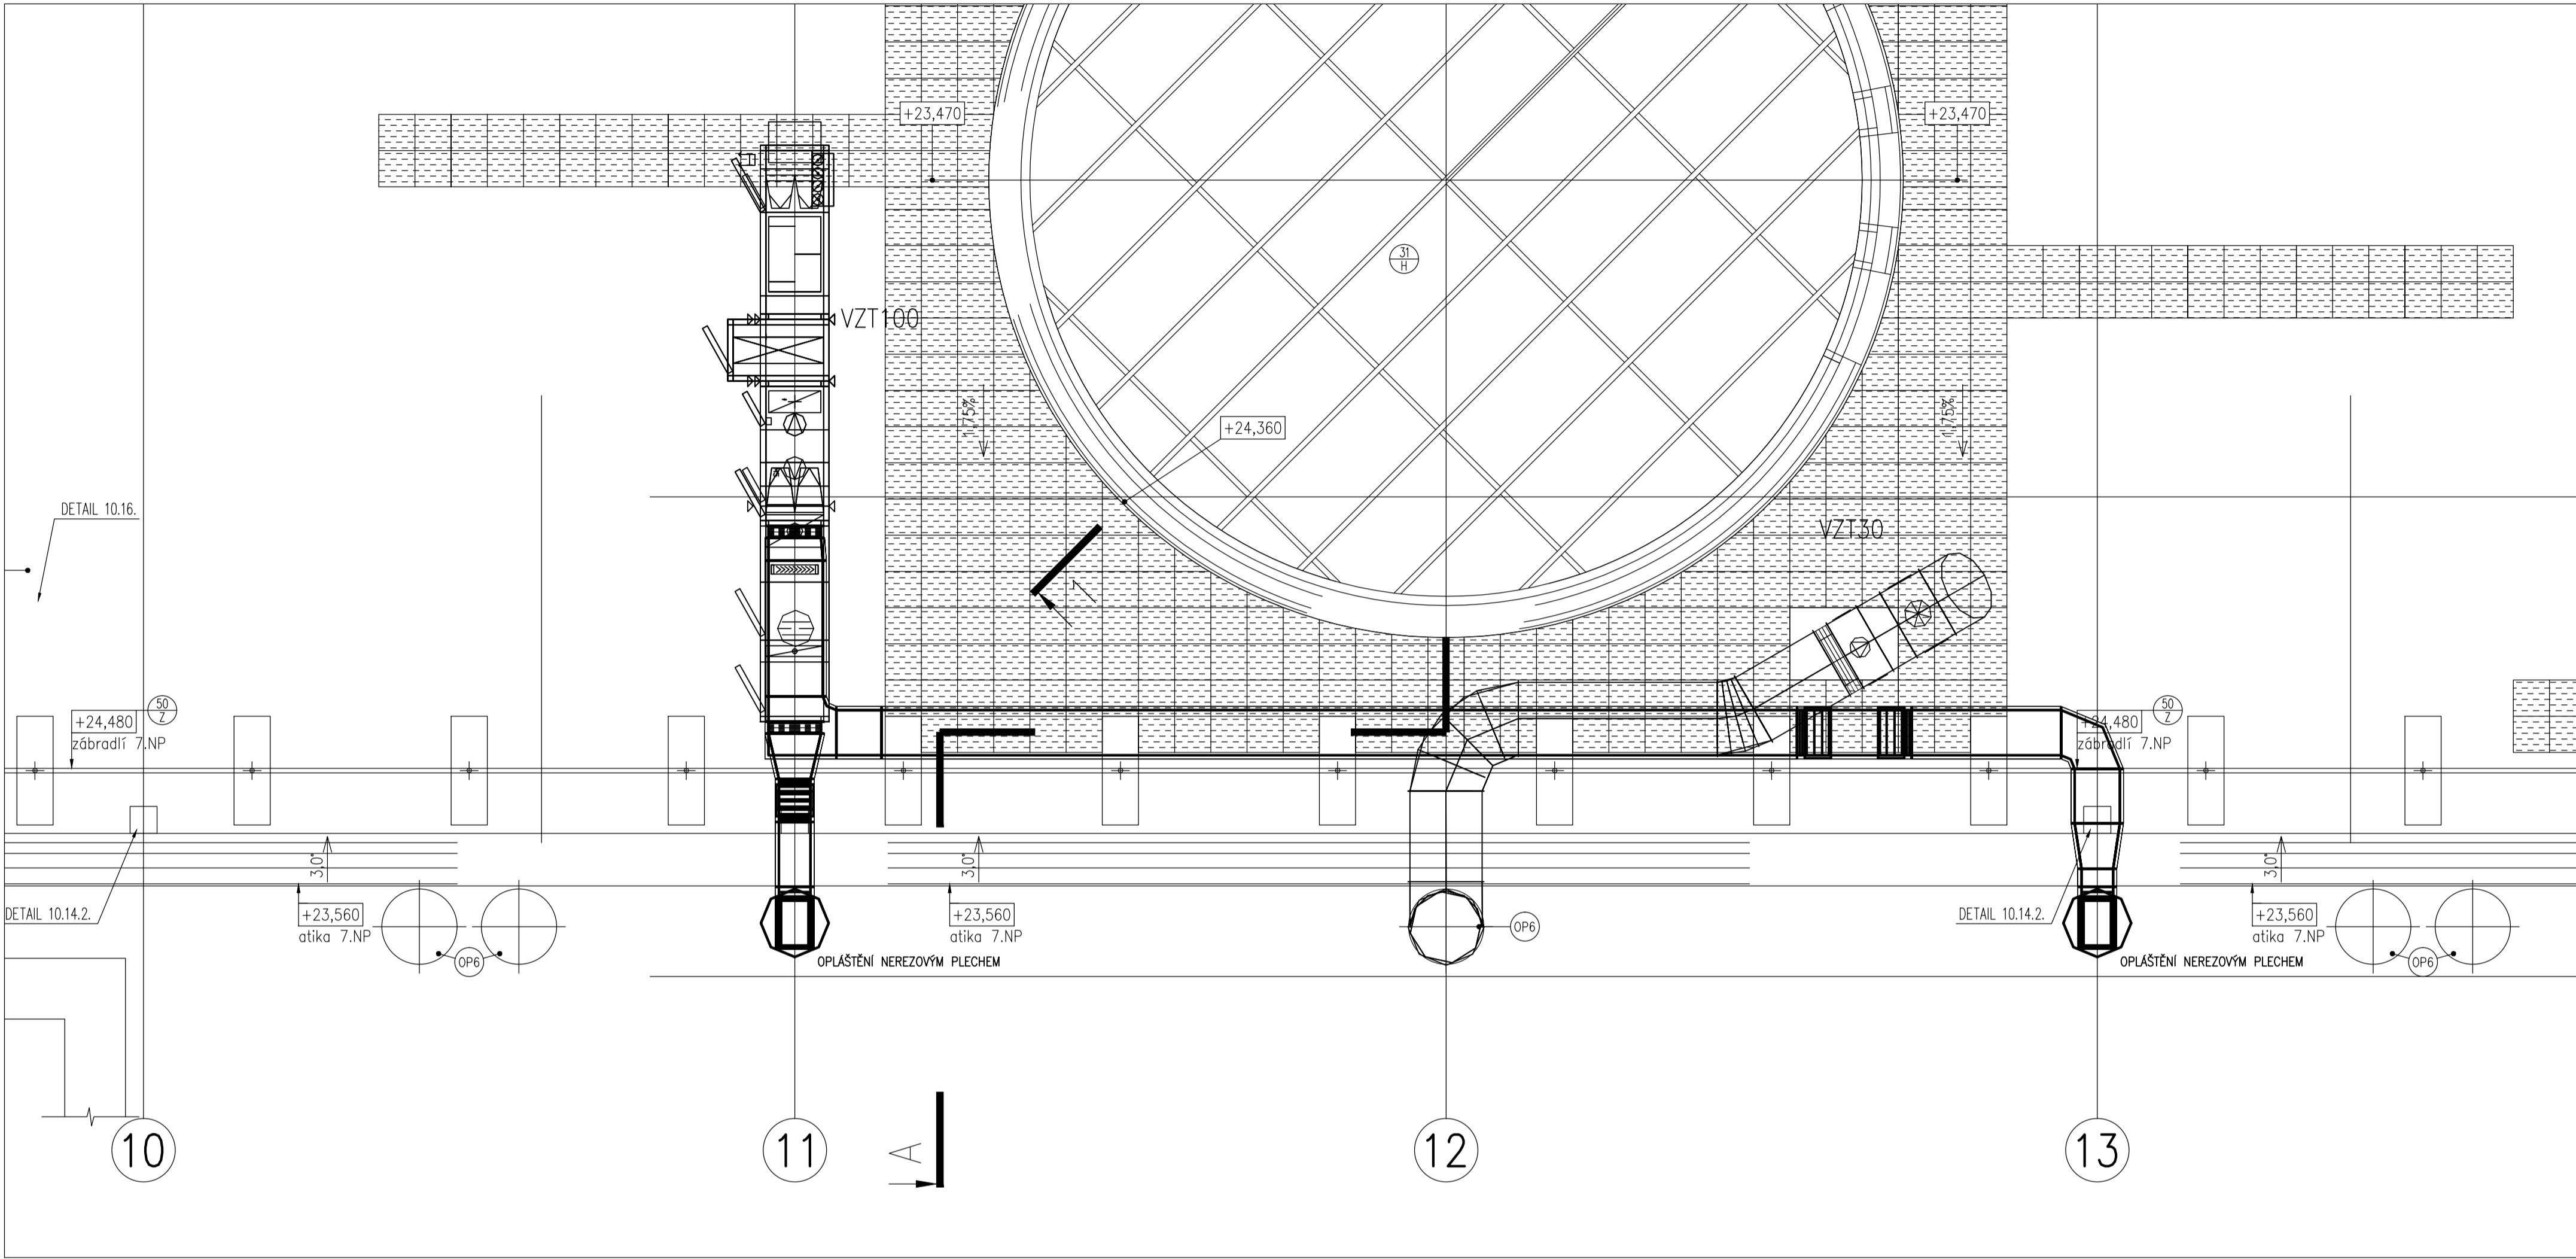 +23,470
+23,470
31
H
VZT100
1,75%
1,75%
+24,360
DETAIL 10.16.
VZT30
1
+24,480
50
Z
zábradlí 7.NP
+24,480
50
Z
zábradlí 7.NP
3,0°
3,0°
3,0°
DETAIL 10.14.2.
+23,560
atika 7.NP
OP6
+23,560
atika 7.NP
OPLÁŠTĚNÍ NEREZOVÝM PLECHEM
OP6
DETAIL 10.14.2.
+23,560
atika 7.NP
OPLÁŠTĚNÍ NEREZOVÝM PLECHEM
OP6
10
11
A
12
13